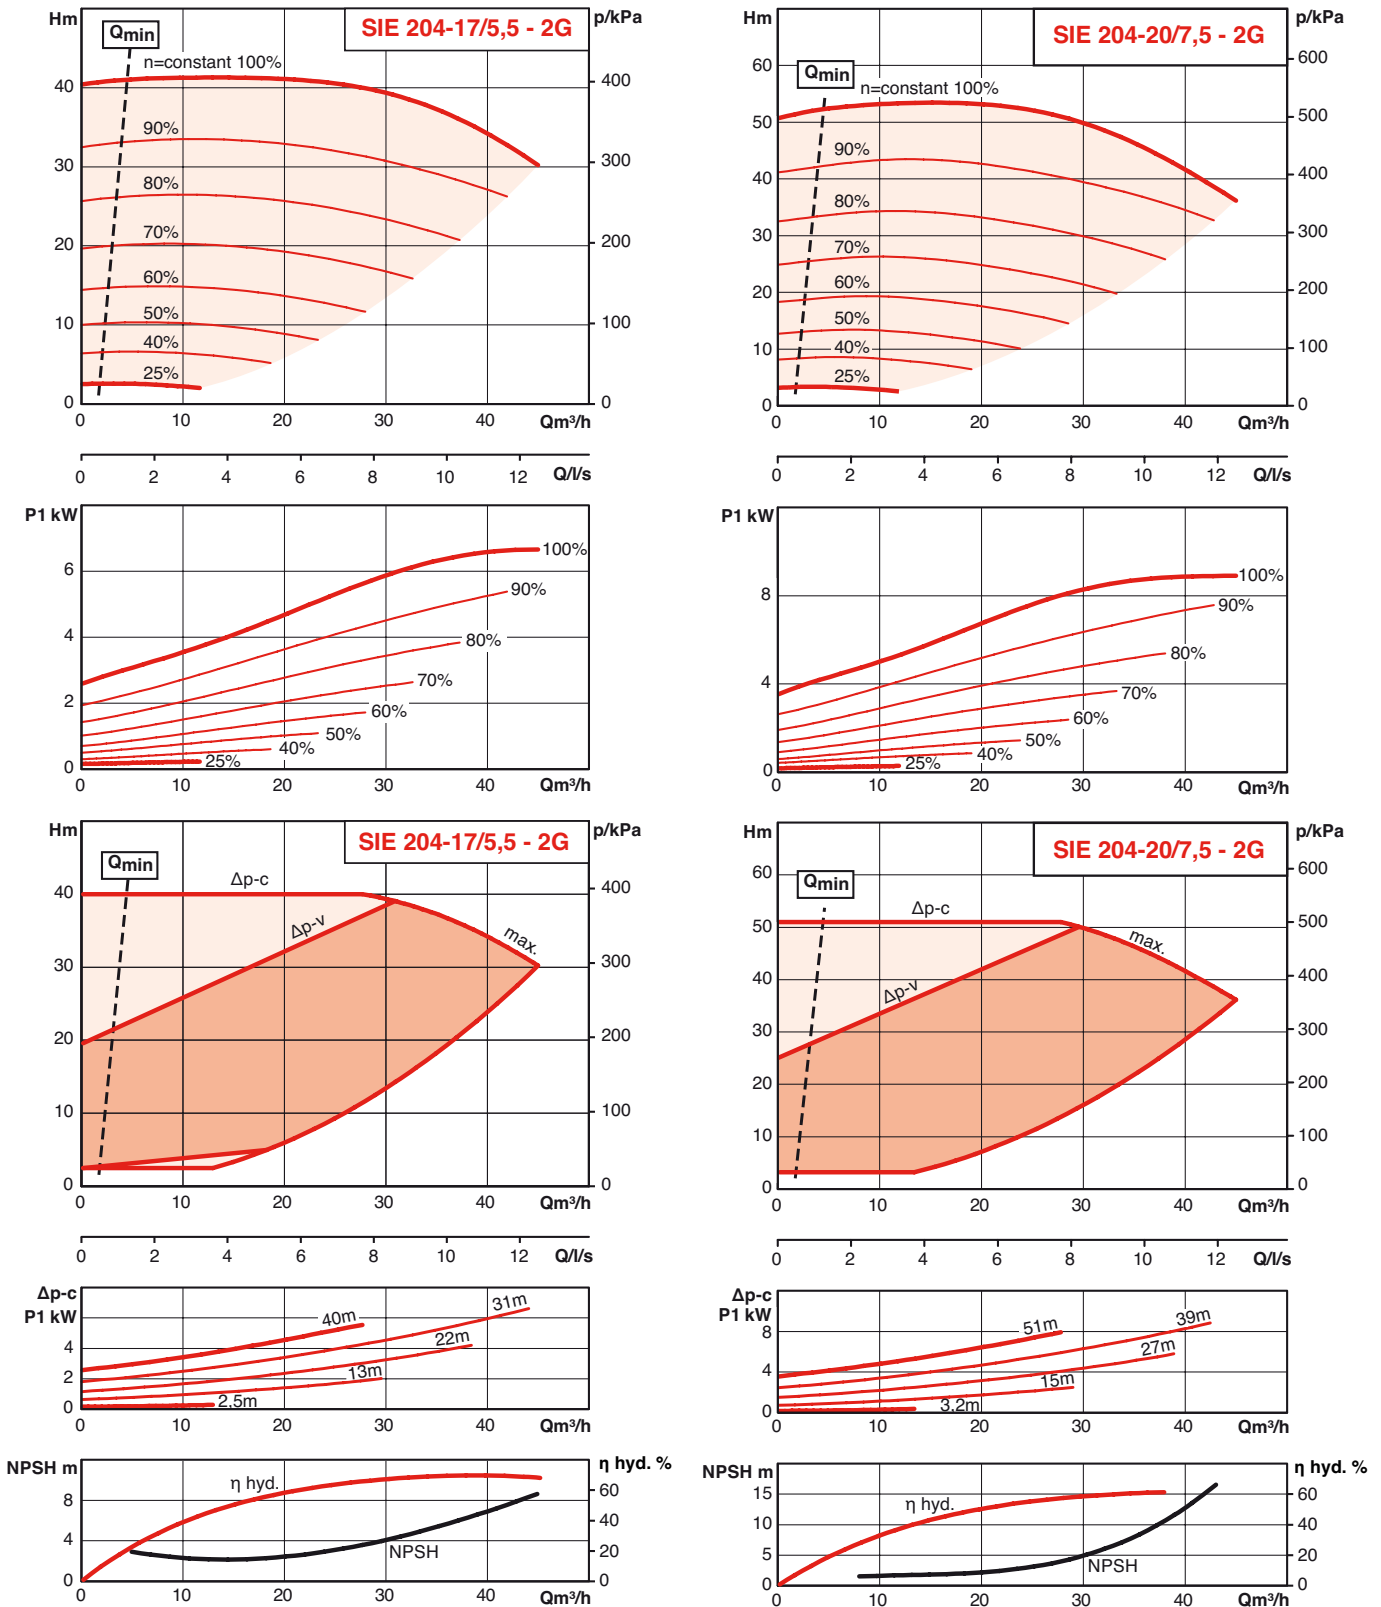 Hm
SIE 204-17/5,5 - 2G
p/kPa
Qmin
n=constant 100%
90%
80%
70%
60%
50%
40%
25%
40
30
20
10
0
400
300
200
100
0
0 10 20 30 40 Qm³/h
0 2 4 6 8 10 12 Q/l/s
P1 kW
6
4
2
0
100%
90%
80%
70%
60%
50%
40%
25%
0 10 20 30 40 Qm³/h
Hm
SIE 204-17/5,5 - 2G
p/kPa
Qmin
Δp-c
Δp-v
max.
40
30
20
10
0
400
300
200
100
0
0 10 20 30 40 Qm³/h
0 2 4 6 8 10 12 Q/l/s
Δp-c
P1 kW
4
2
0
40m
31m
22m
13m
2,5m
0 10 20 30 40 Qm³/h
NPSH m
η hyd. %
8
4
0
60
40
20
0
η hyd.
NPSH
0 10 20 30 40 Qm³/h
Hm
SIE 204-20/7,5 - 2G
p/kPa
Qmin
n=constant 100%
90%
80%
70%
60%
50%
40%
25%
60
50
40
30
20
10
0
600
500
400
300
200
100
0
0 10 20 30 40 Qm³/h
0 2 4 6 8 10 12 Q/l/s
P1 kW
8
4
0
100%
90%
80%
70%
60%
50%
40%
25%
0 10 20 30 40 Qm³/h
Hm
SIE 204-20/7,5 - 2G
p/kPa
Qmin
Δp-c
Δp-v
max.
60
50
40
30
20
10
0
600
500
400
300
200
100
0
0 10 20 30 40 Qm³/h
0 2 4 6 8 10 12 Q/l/s
Δp-c
P1 kW
8
4
0
51m
39m
27m
15m
3,2m
0 10 20 30 40 Qm³/h
NPSH m
η hyd. %
15
10
5
0
60
40
20
0
η hyd.
NPSH
0 10 20 30 40 Qm³/h